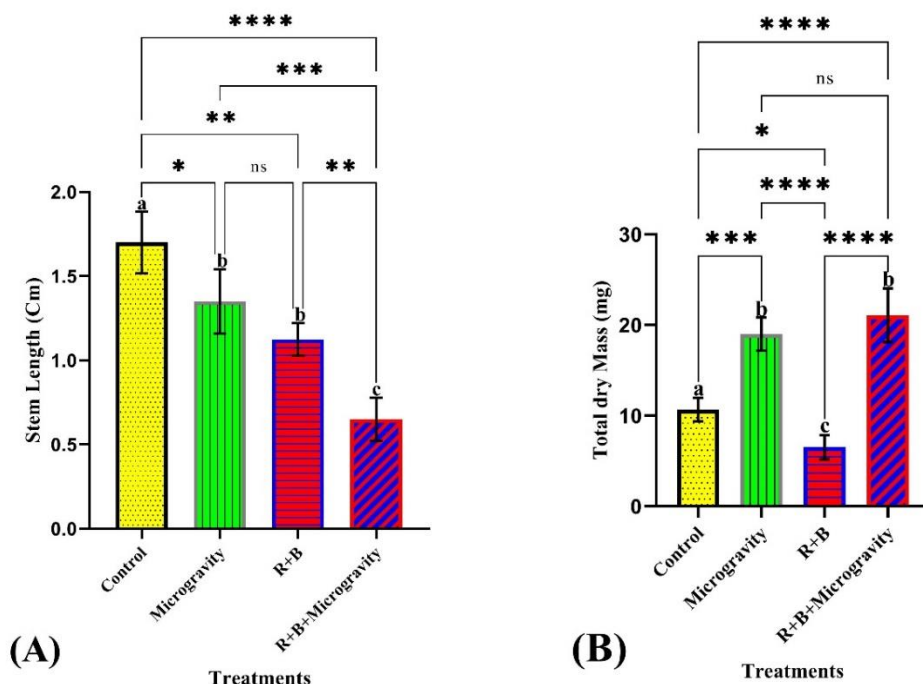 ****
***
**
*
ns
**
2.0
1.5
1.0
0.5
0.0
Stem Length (Cm)
a
b
b
c
Control
Microgravity
R+B
R+B+Microgravity
(A)
Treatments
****
ns
*
****
***
****
30
20
10
0
Total dry Mass (mg)
a
b
c
b
Control
Microgravity
R+B
R+B+Microgravity
(B)
Treatments